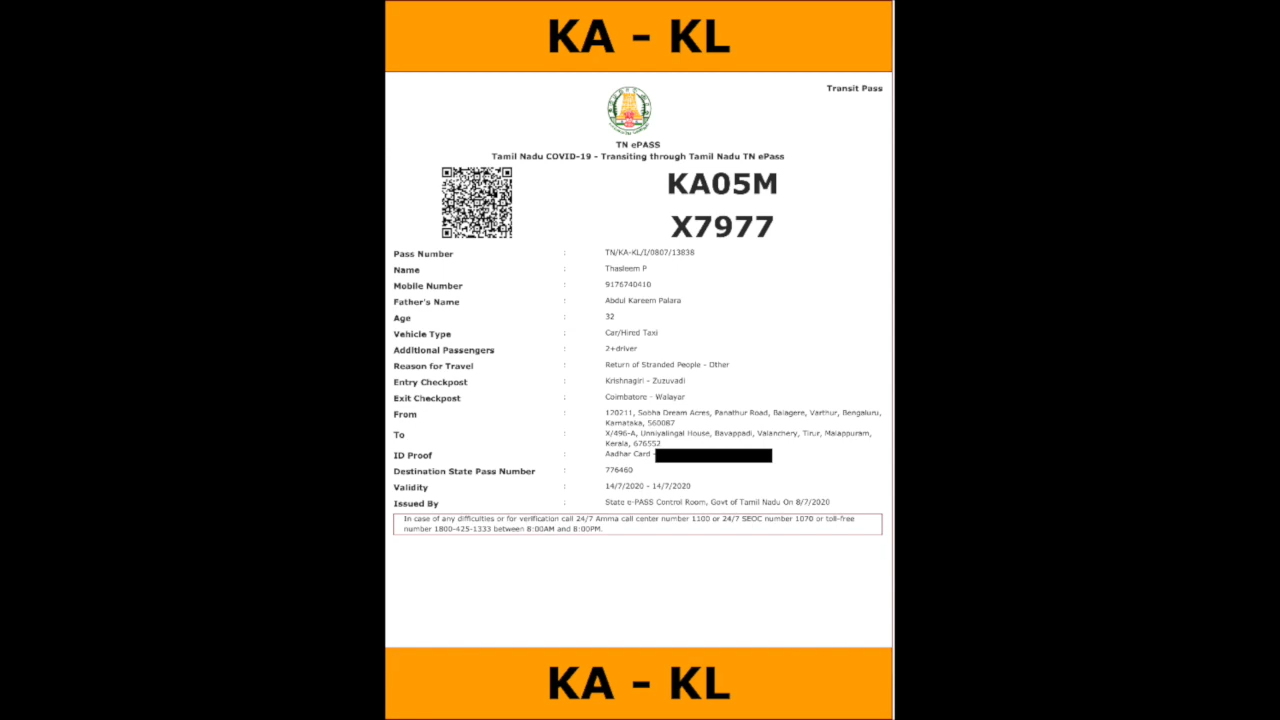 KA - KL
Transit Pass
TN ePASS
Tamil Nadu COVID-19 - Transiting through Tamil Nadu TN ePass
KA05M
X7977
Pass Number : TN/KA-KL/I/0807/13838
Name : Thasleem P
Mobile Number : 9176740410
Father's Name : Abdul Kareem Palara
Age : 32
Vehicle Type : Car/Hired Taxi
Additional Passengers : 2+driver
Reason for Travel : Return of Stranded People - Other
Entry Checkpost : Krishnagiri - Zuzuvadi
Exit Checkpost : Coimbatore - Walayar
From : 120211, Sobha Dream Acres, Panathur Road, Balagere, Varthur, Bengaluru,
Karnataka, 560087
To : X/496-A, Unniyalingal House, Bavappadi, Valanchery, Tirur, Malappuram,
Kerala, 676552
ID Proof : Aadhar Card -
Destination State Pass Number : 776460
Validity : 14/7/2020 - 14/7/2020
Issued By : State e-PASS Control Room, Govt of Tamil Nadu On 8/7/2020
In case of any difficulties or for verification call 24/7 Amma call center number 1100 or 24/7 SEOC number 1070 or toll-free
number 1800-425-1333 between 8:00AM and 8:00PM.
KA - KL